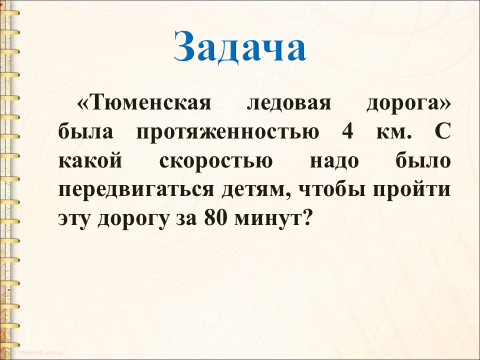 Задача
«Тюменская ледовая дорога»
была протяженностью 4 км. С
какой скоростью надо было
передвигаться детям, чтобы пройти
эту дорогу за 80 минут?